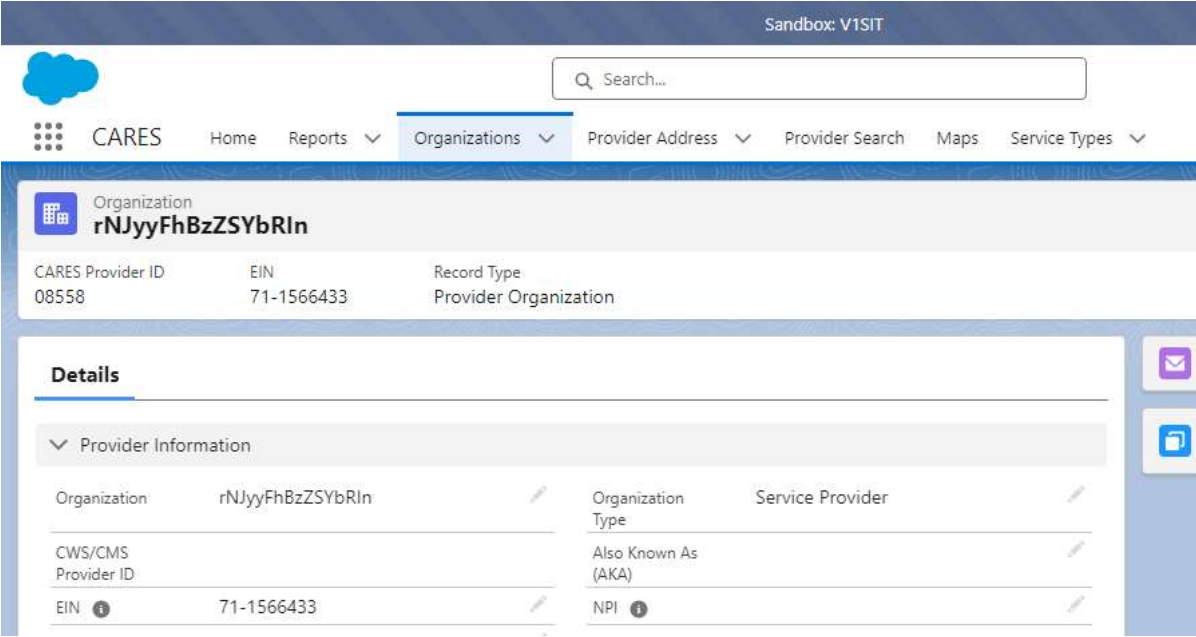 Sandbox: V1SIT
Search...
CARES Home Reports Organizations Provider Address Provider Search Maps Service Types
Organization
rNJyyFhBzZSYbRIn
CARES Provider ID EIN Record Type
08558 71-1566433 Provider Organization
Details
Provider Information
Organization rNJyyFhBzZSYbRIn
Organization Type Service Provider
CWS/CMS
Provider ID
Also Known As
(AKA)
EIN 71-1566433
NPI